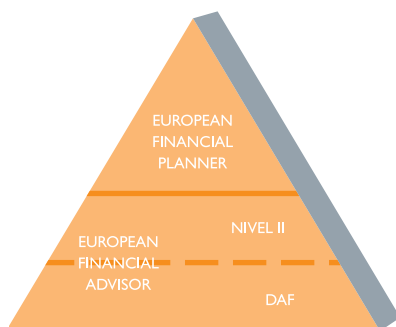 EUROPEAN
FINANCIAL
PLANNER
NIVEL II
EUROPEAN
FINANCIAL
ADVISOR
DAF